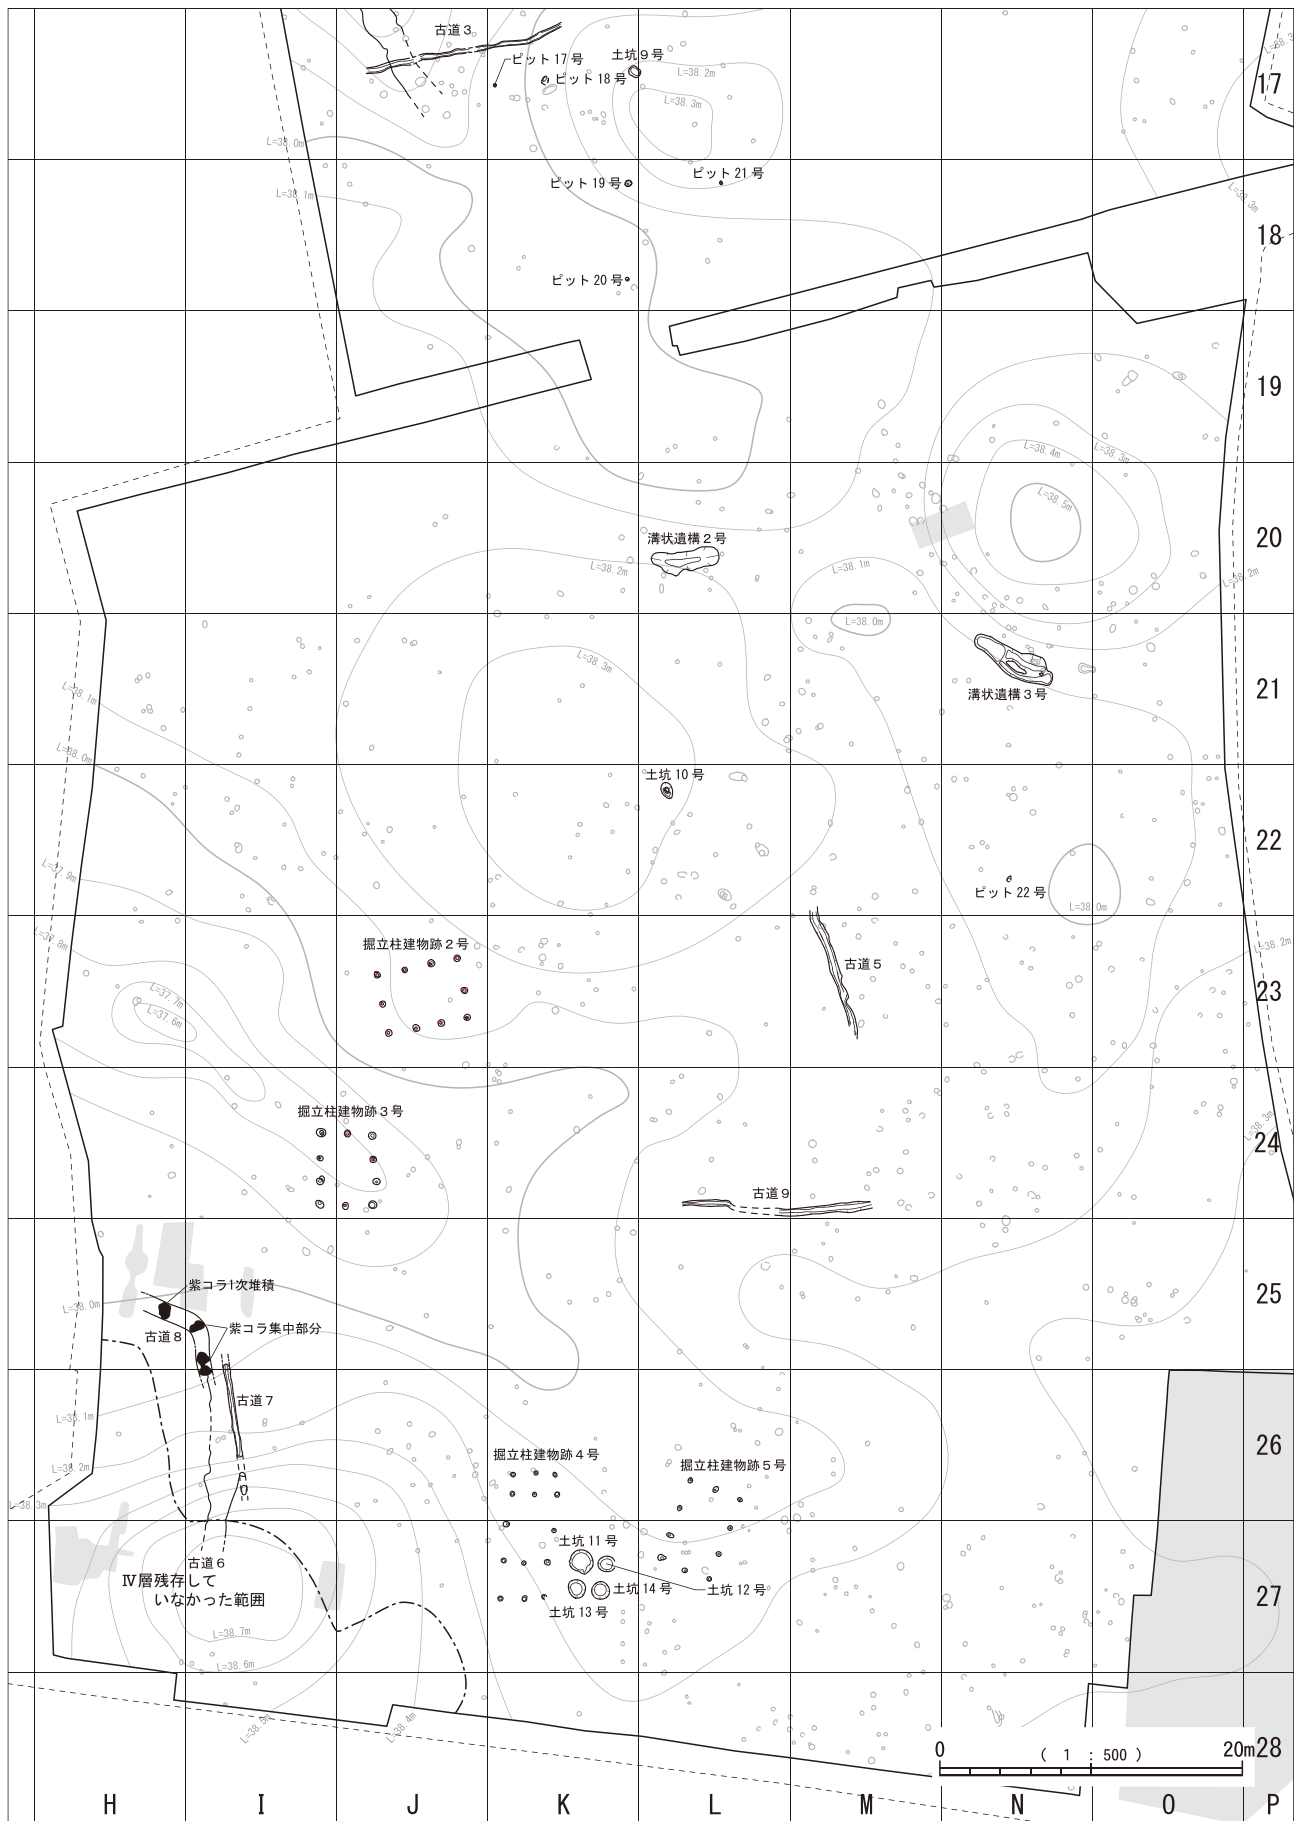 古道３
ピット 17 号
土坑９号
ピット 18 号
L=38.2m
L=38.3m
17
L=38.0m
ピット 21 号
ピット 19 号
L=38.1m
L=38.3m
18
ピット 20 号
19
L=38.4m
L=38.3m
L=38.5m
溝状遺構２号
20
L=38.2m
L=38.1m
L=38.2m
L=38.0m
L=38.3m
溝状遺構３号
21
L=38.1m
L=38.0m
土坑 10 号
22
L=37.9m
ピット 22 号
L=38.0m
L=37.8m
掘立柱建物跡２号
古道５
L=38.2m
23
L=37.7m
L=37.6m
掘立柱建物跡３号
L=38.3m
24
古道９
紫コラ1次堆積
25
L=38.0m
紫コラ集中部分
古道８
古道７
L=38.1m
掘立柱建物跡４号
26
L=38.2m
掘立柱建物跡５号
L=38.3m
土坑 11 号
古道６
Ⅳ層残存して
いなかった範囲
土坑 14 号
土坑 12 号
27
土坑 13 号
L=38.7m
L=38.6m
L=38.5m
L=38.4m
0
（ 1 : 500 ）
20m
28
H
I
J
K
L
M
N
O
P